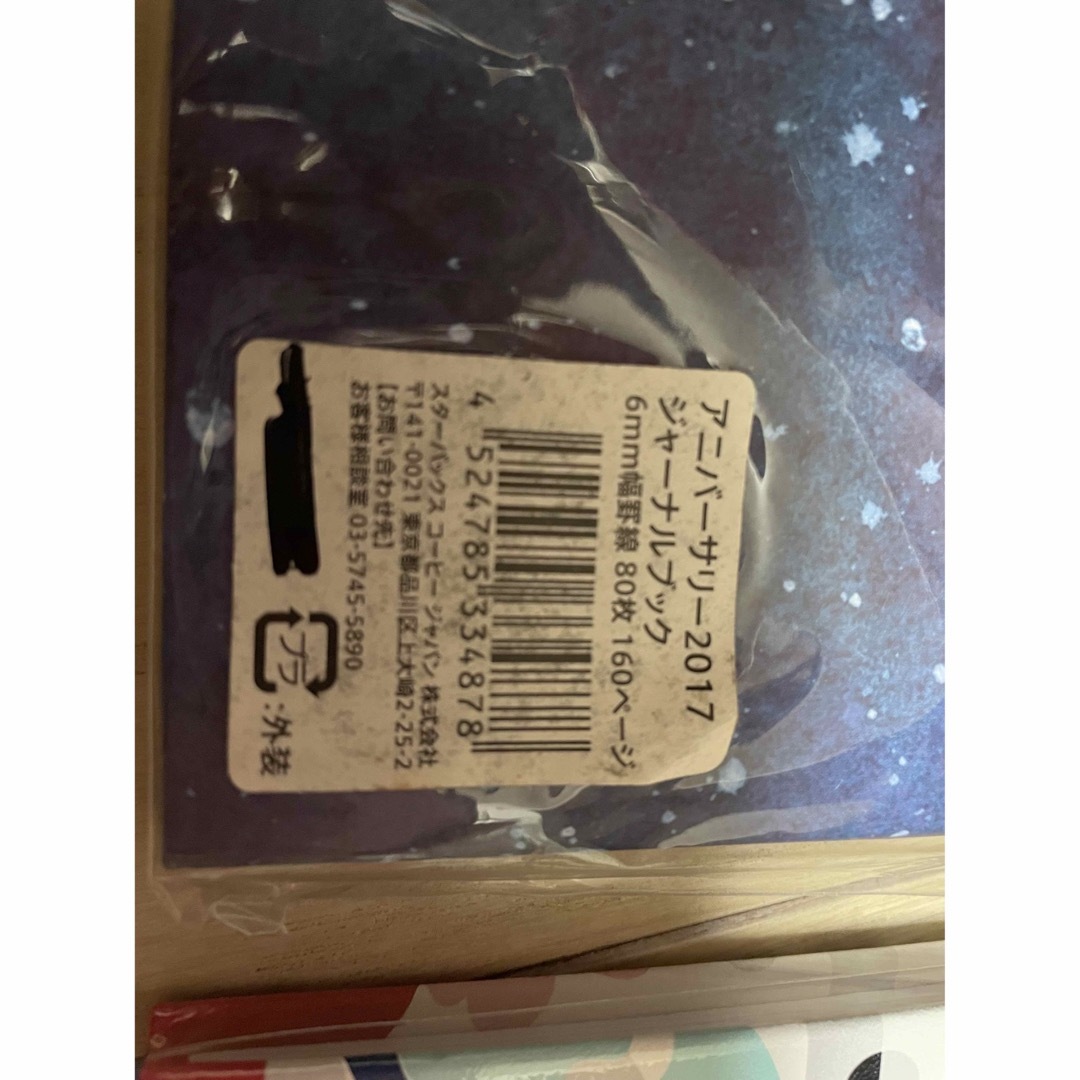 アニバーサリー2017
ジャーナルブック
6mm幅罫線 80枚 160ページ
4 524785 334878
スターバックス コーヒー ジャパン 株式会社
〒141-0021 東京都品川区上大崎2-25-2
【お問い合わせ先】
お客様相談室 03-5745-5890
プラ :外装